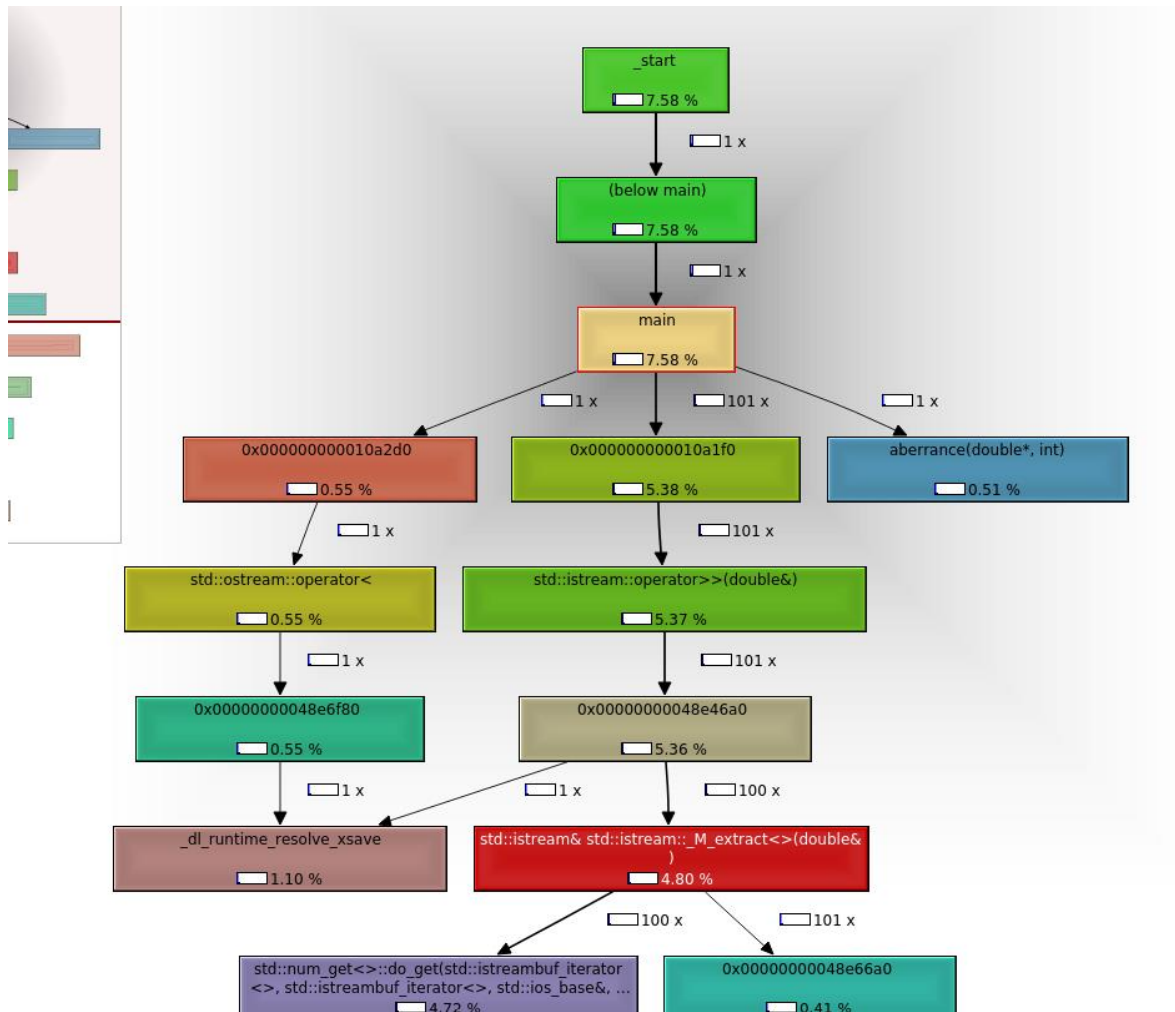 _start
7.58 %
1 x
(below main)
7.58 %
1 x
main
7.58 %
1 x
101 x
1 x
0x000000000010a2d0
0.55 %
0x000000000010a1f0
5.38 %
aberrance(double*, int)
0.51 %
1 x
101 x
std::ostream::operator<
0.55 %
std::istream::operator>>(double&)
5.37 %
1 x
101 x
0x00000000048e6f80
0.55 %
0x00000000048e46a0
5.36 %
1 x
1 x
100 x
_dl_runtime_resolve_xsave
1.10 %
std::istream& std::istream::_M_extract<>(double&
)
4.80 %
100 x
101 x
std::num_get<>::do_get(std::istreambuf_iterator
<>, std::istreambuf_iterator<>, std::ios_base&, ...
4.72 %
0x00000000048e66a0
0.41 %